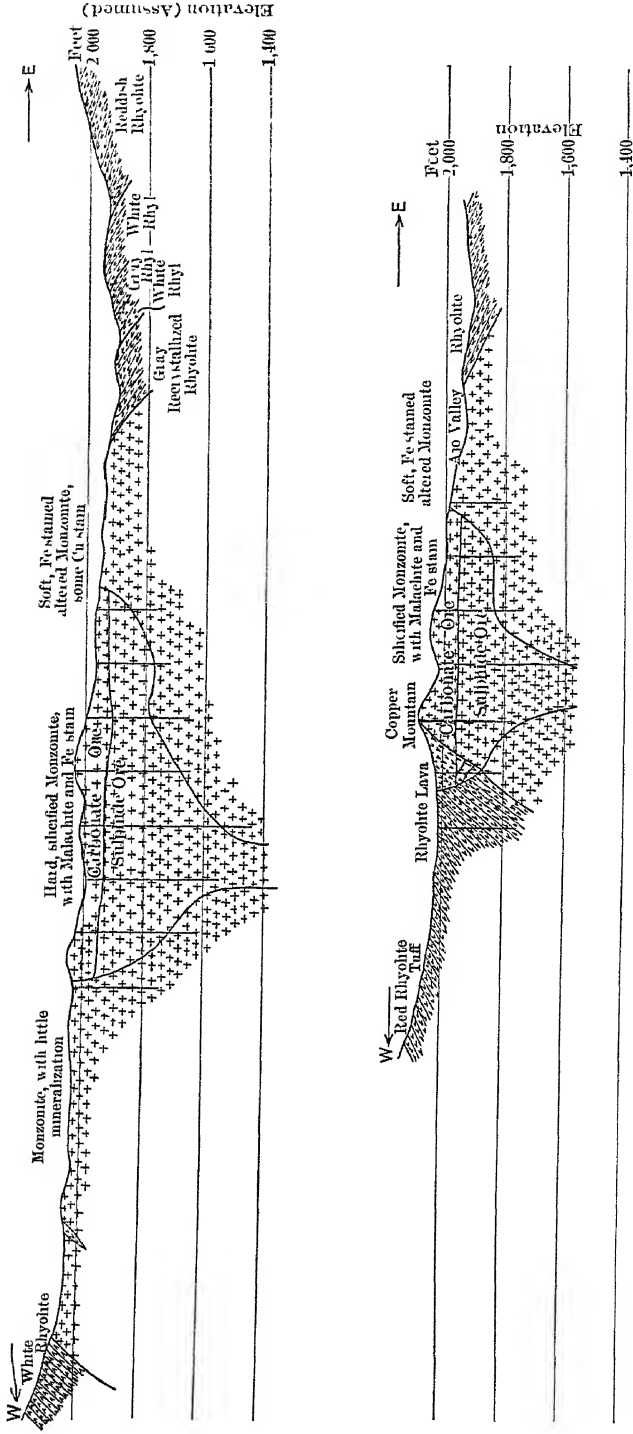 W
White
Rhyolite
Monzonite, with little
mineralization
Hard, silicified Monzonite,
with Malachite and Fe stain
Carbonate Ore
Sulphide Ore
Soft, Fe stained
altered Monzonite,
some Cu stain
Gray
Recrystallized
Rhyolite
White
Rhyl
Gray
Rhyl
White
Rhyl
Reddish
Rhyolite
E
Feet
2 000
1,800
1 600
1,400
Elevation (Assumed)
W
Red Rhyolite
Tuff
Rhyolite Lava
Copper
Mountain
Carbonate Ore
Sulphide Ore
Silicified Monzonite,
with Malachite and
Fe stain
Soft, Fe stained
altered Monzonite
Ajo Valley
Rhyolite
E
Feet
2,000
1,800
1,600
1,400
Elevation